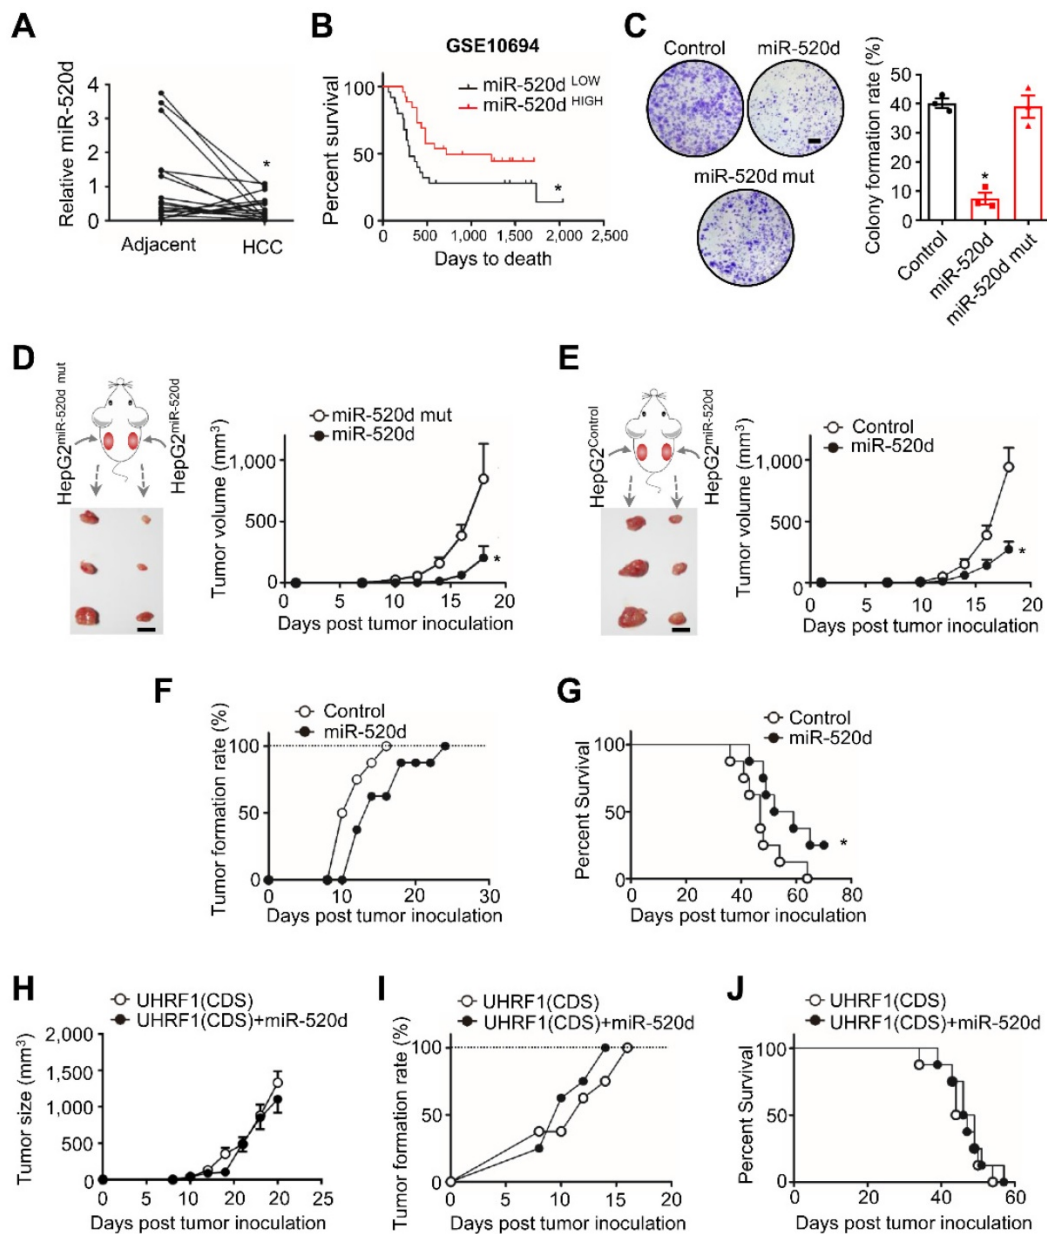 A
Relative miR-520d
4
3
2
1
0
Adjacent
HCC
*
B
GSE10694
miR-520d LOW
miR-520d HIGH
Percent survival
100
50
0
*
0
500
1,000
1,500
2,000
2,500
Days to death
C
Control
miR-520d
miR-520d mut
Colony formation rate (%)
50
40
30
20
10
0
*
Control
miR-520d
miR-520d mut
D
HepG2miR-520d mut
HepG2miR-520d
miR-520d mut
miR-520d
Tumor volume (mm3)
1,000
500
0
*
0
5
10
15
20
Days post tumor inoculation
E
HepG2Control
HepG2miR-520d
Control
miR-520d
Tumor volume (mm3)
1,000
500
0
*
0
5
10
15
20
Days post tumor inoculation
F
Control
miR-520d
Tumor formation rate (%)
100
50
0
0
10
20
30
Days post tumor inoculation
G
Control
miR-520d
Percent Survival
100
50
0
*
0
20
40
60
80
Days post tumor inoculation
H
UHRF1(CDS)
UHRF1(CDS)+miR-520d
Tumor size (mm3)
2,000
1,500
1,000
500
0
0
5
10
20
20
25
Days post tumor inoculation
I
UHRF1(CDS)
UHRF1(CDS)+miR-520d
Tumor formation rate (%)
100
50
0
0
5
10
15
20
Days post tumor inoculation
J
UHRF1(CDS)
UHRF1(CDS)+miR-520d
Percent Survival
100
50
0
0
20
40
60
Days post tumor inoculation